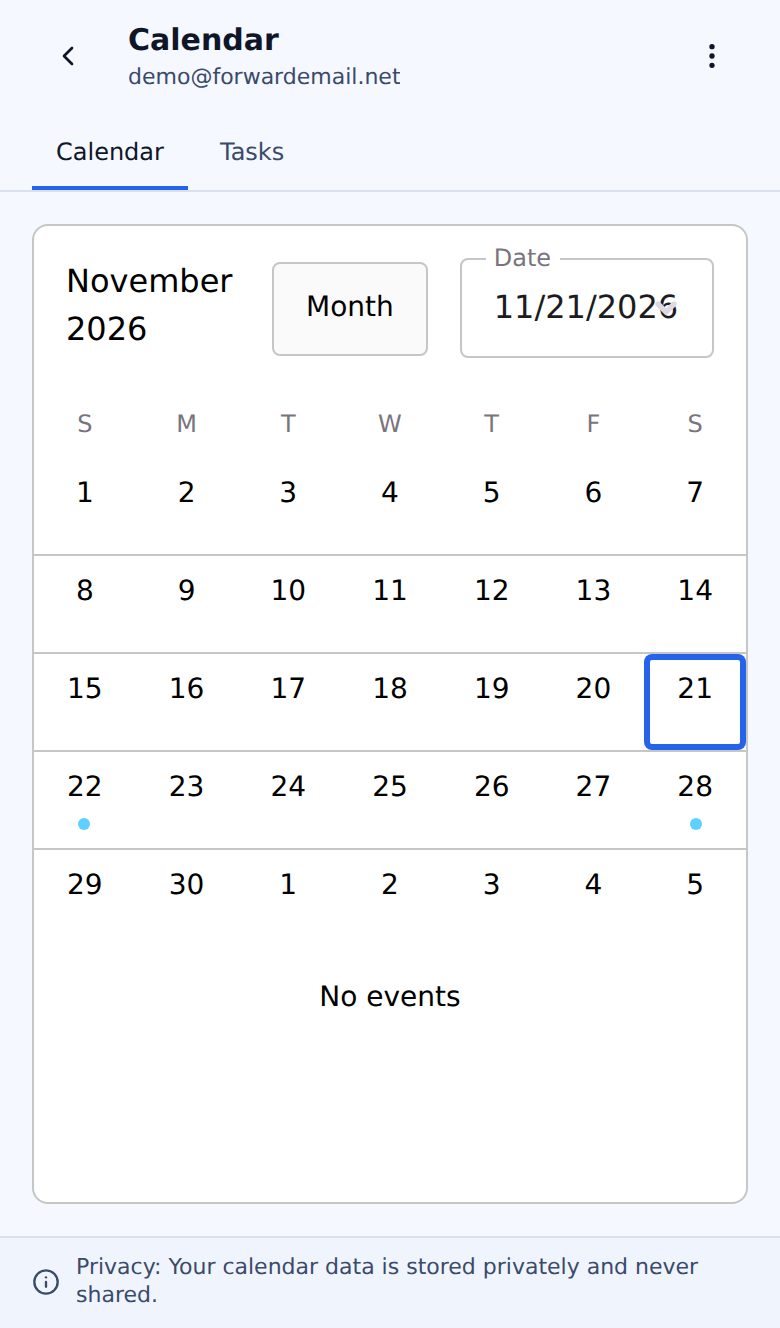 Calendar
demo@forwardemail.net
Calendar Tasks
November
2026
Month
Date
11/21/2026
S M T W T F S
1 2 3 4 5 6 7
8 9 10 11 12 13 14
15 16 17 18 19 20 21
22 23 24 25 26 27 28
29 30 1 2 3 4 5
No events
Privacy: Your calendar data is stored privately and never
shared.